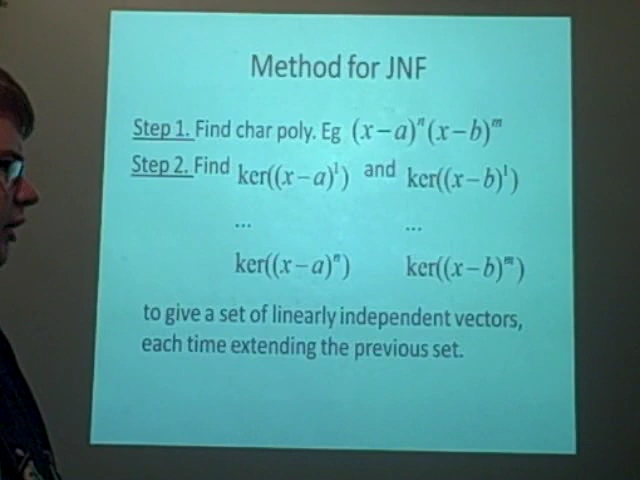 Method for JNF
Step 1. Find char poly. Eg (x−a)ⁿ(x−b)ᵐ
Step 2. Find ker((x−a)¹) and ker((x−b)¹)
... ...
ker((x−a)ⁿ) ker((x−b)ᵐ)
to give a set of linearly independent vectors,
each time extending the previous set.